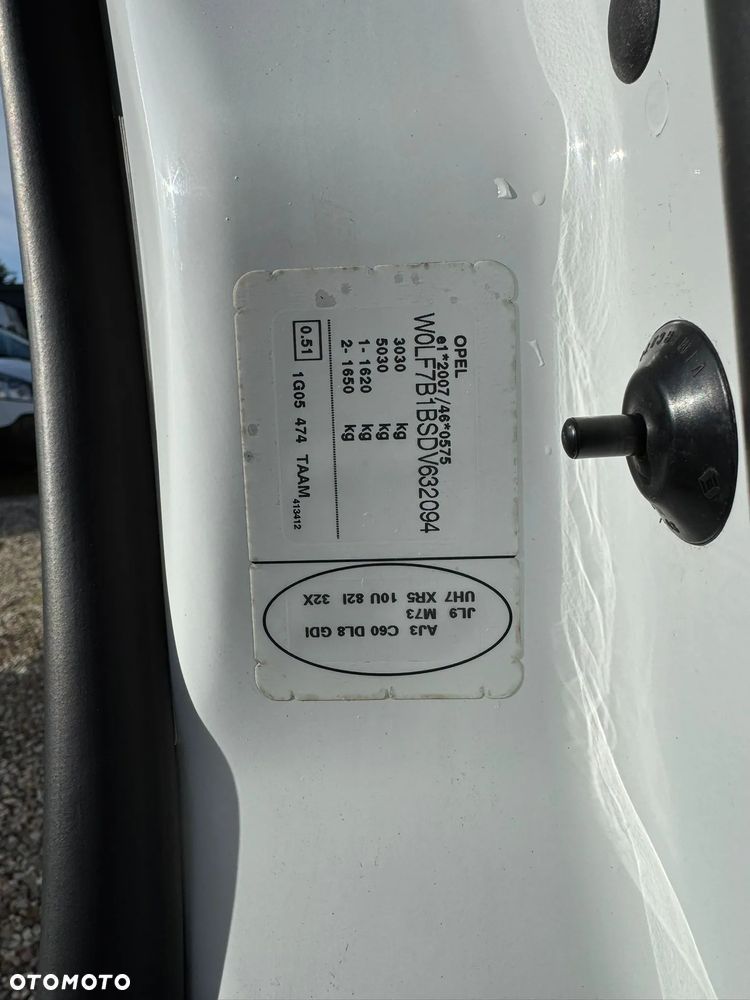 OPEL
e1*2007/46*0575
W0LF7B1BSDV632094
3030 kg
5030 kg
1- 1620 kg
2- 1650 kg
0.51 1G05 474 TAAM 413412
AJ3 C60 DL8 GDI
JL9 M73
UH7 XR5 10U 82I 32X
OTOMOTO